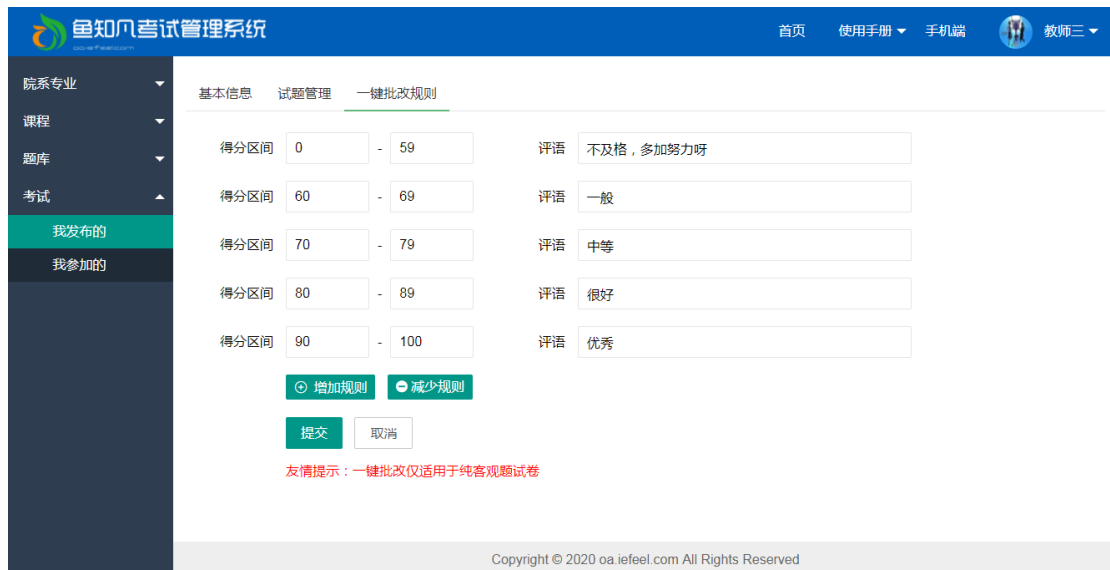 鱼知凡考试管理系统
oa.iefeel.com
首页 使用手册 手机端 教师三
院系专业
课程
题库
考试
我发布的
我参加的
基本信息 试题管理 一键批改规则
得分区间 0 - 59 评语 不及格，多加努力呀
得分区间 60 - 69 评语 一般
得分区间 70 - 79 评语 中等
得分区间 80 - 89 评语 很好
得分区间 90 - 100 评语 优秀
增加规则 减少规则
提交 取消
友情提示：一键批改仅适用于纯客观题试卷
Copyright © 2020 oa.iefeel.com All Rights Reserved